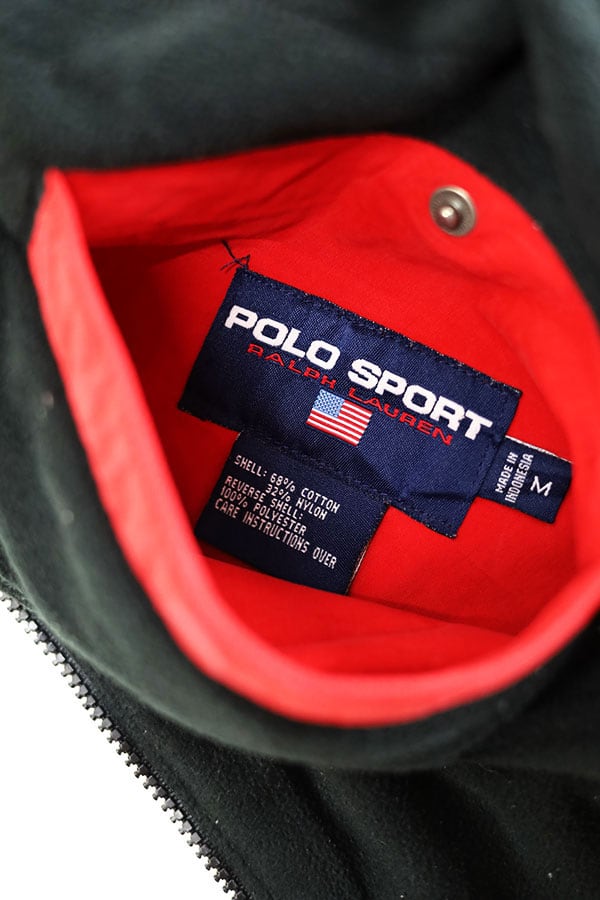 POLO SPORT
RALPH LAUREN
SHELL: 68% COTTON
32% NYLON
REVERSE SHELL:
100% POLYESTER
CARE INSTRUCTIONS OVER
MADE IN
INDONESIA
M